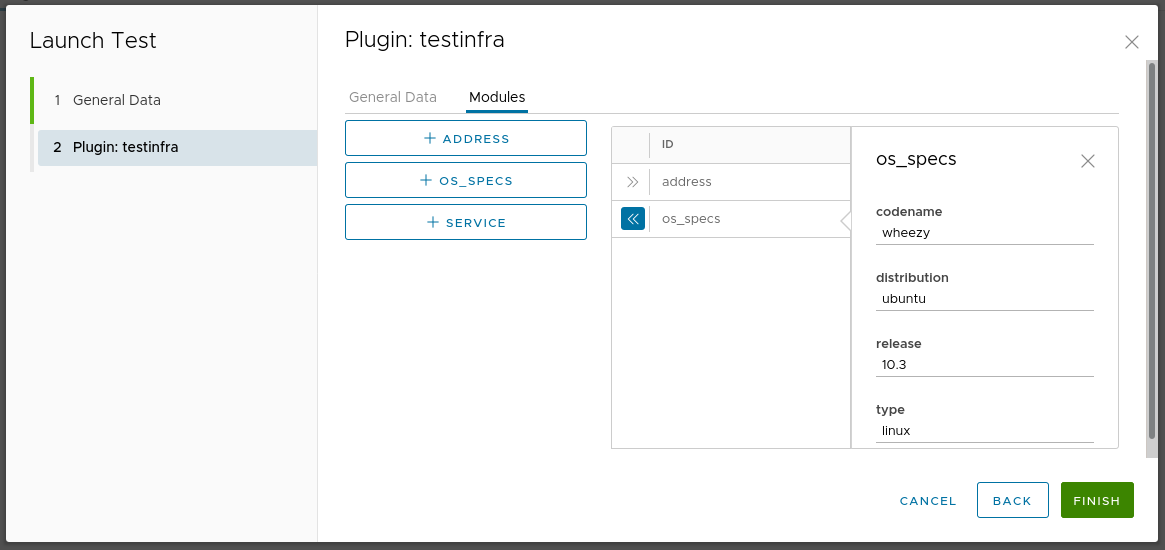 Launch Test
1 General Data
2 Plugin: testinfra
Plugin: testinfra
General Data Modules
+ ADDRESS
+ OS_SPECS
+ SERVICE
ID
address
os_specs
os_specs
codename
wheezy
distribution
ubuntu
release
10.3
type
linux
CANCEL BACK FINISH